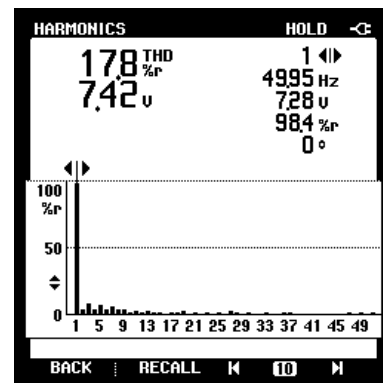 HARMONICS HOLD
17.8 THD %r
7.42 V
1
49.95 Hz
7.28 V
98.4 %r
0 °
100
%r
50
0
1 5 9 13 17 21 25 29 33 37 41 45 49
BACK RECALL 10